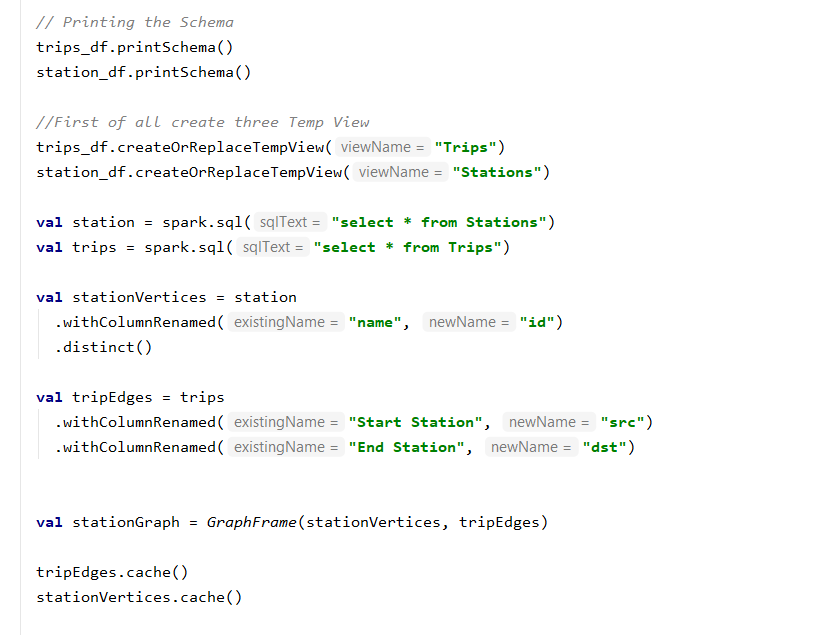 // Printing the Schema
trips_df.printSchema()
station_df.printSchema()
//First of all create three Temp View
trips_df.createOrReplaceTempView( viewName = "Trips")
station_df.createOrReplaceTempView( viewName = "Stations")
val station = spark.sql( sqlText = "select * from Stations")
val trips = spark.sql( sqlText = "select * from Trips")
val stationVertices = station
.withColumnRenamed( existingName = "name", newName = "id")
.distinct()
val tripEdges = trips
.withColumnRenamed( existingName = "Start Station", newName = "src")
.withColumnRenamed( existingName = "End Station", newName = "dst")
val stationGraph = GraphFrame(stationVertices, tripEdges)
tripEdges.cache()
stationVertices.cache()